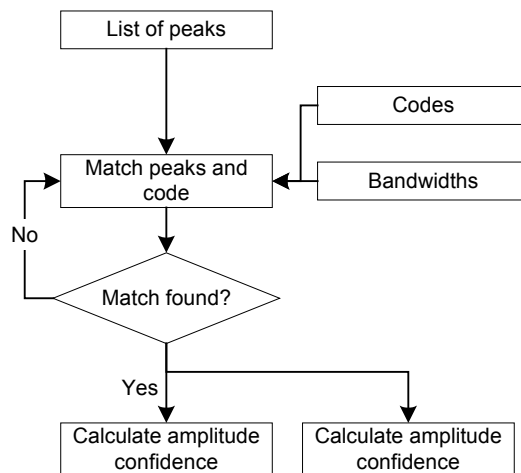 List of peaks
Codes
Match peaks and
code
Bandwidths
No
Match found?
Yes
Calculate amplitude
confidence
Calculate amplitude
confidence